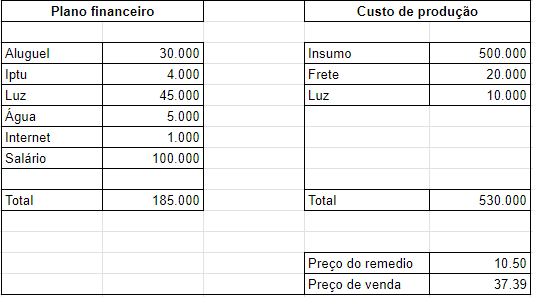 Plano financeiro Custo de produção
Aluguel 30.000 Insumo 500.000
Iptu 4.000 Frete 20.000
Luz 45.000 Luz 10.000
Água 5.000
Internet 1.000
Salário 100.000
Total 185.000 Total 530.000
Preço do remedio 10.50
Preço de venda 37.39